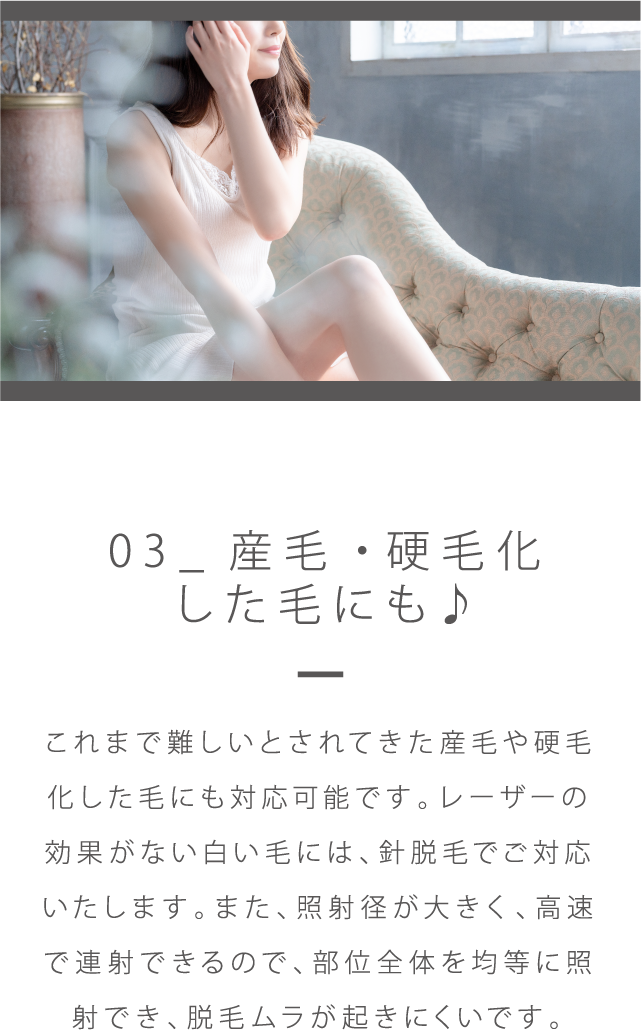 03_ 産毛・硬毛化
した毛にも♪
これまで難しいとされてきた産毛や硬毛
化した毛にも対応可能です。レーザーの
効果がない白い毛には、針脱毛でご対応
いたします。また、照射径が大きく、高速
で連射できるので、部位全体を均等に照
射でき、脱毛ムラが起きにくいです。